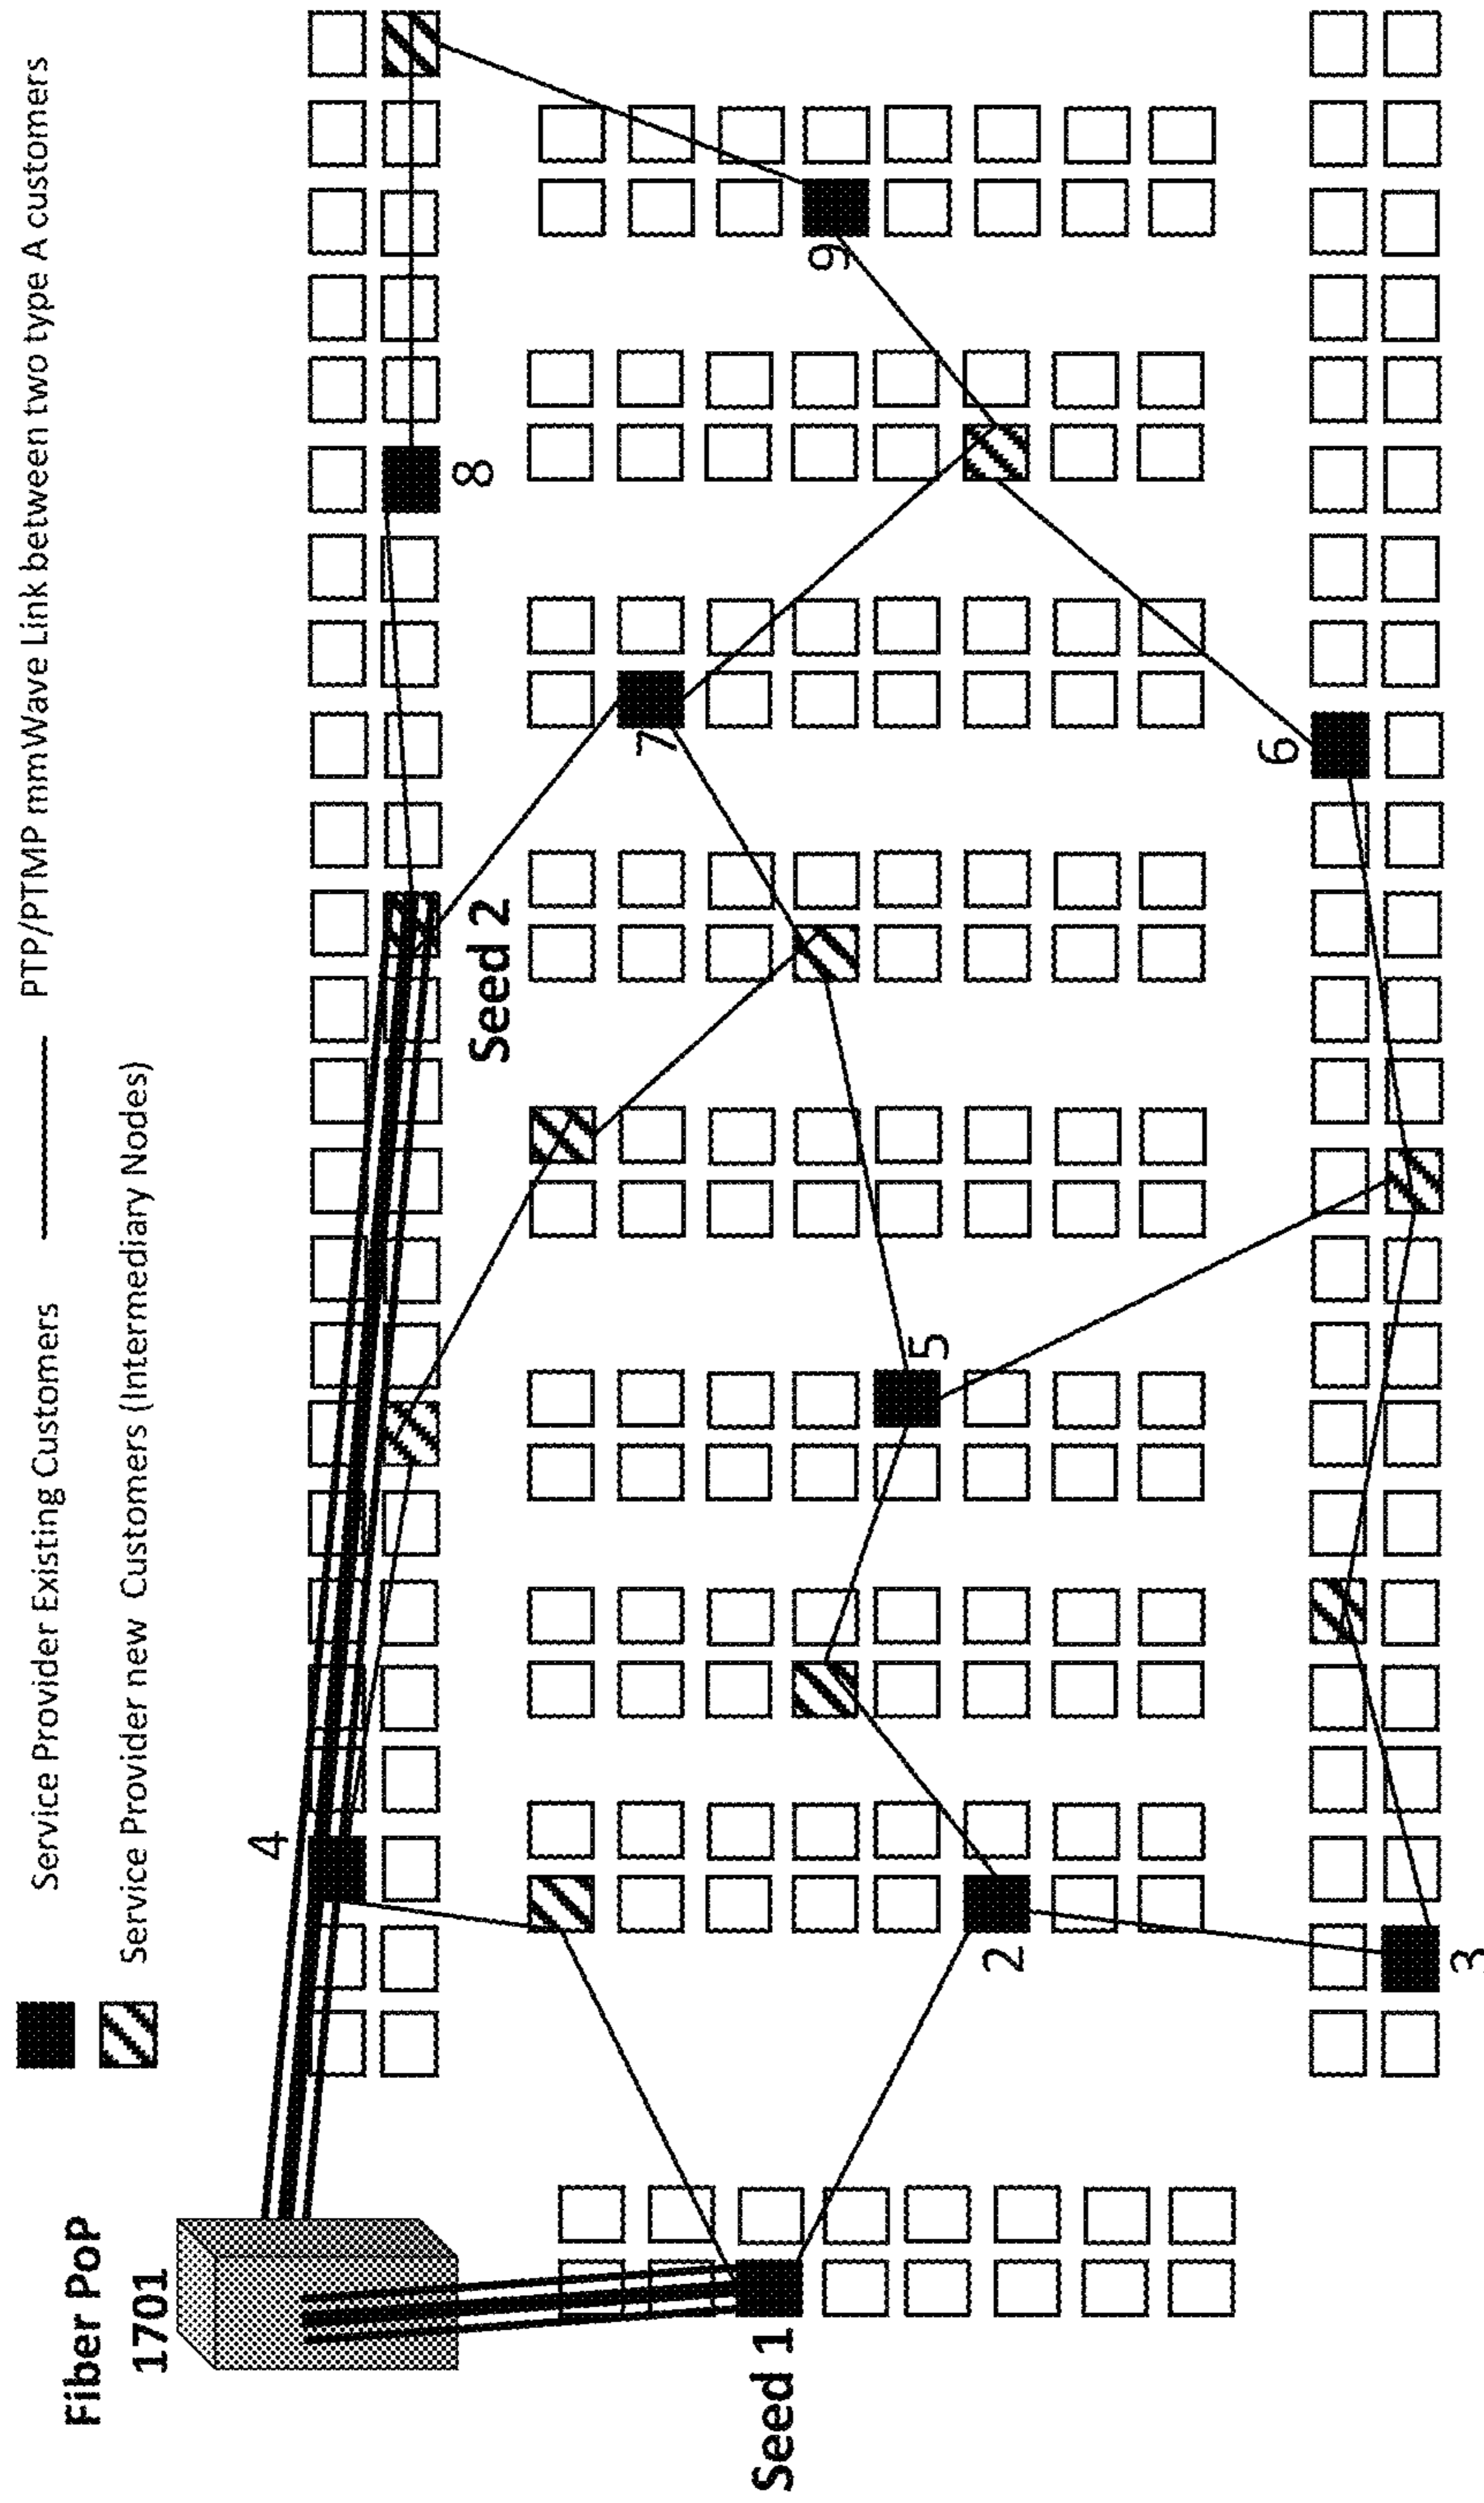 Service Provider Existing Customers
PTP/PTMP mmWave Link between two type A customers
Service Provider new Customers (Intermediary Nodes)
Fiber PoP
1701
4
8
Seed 2
7
9
Seed 1
5
2
6
3